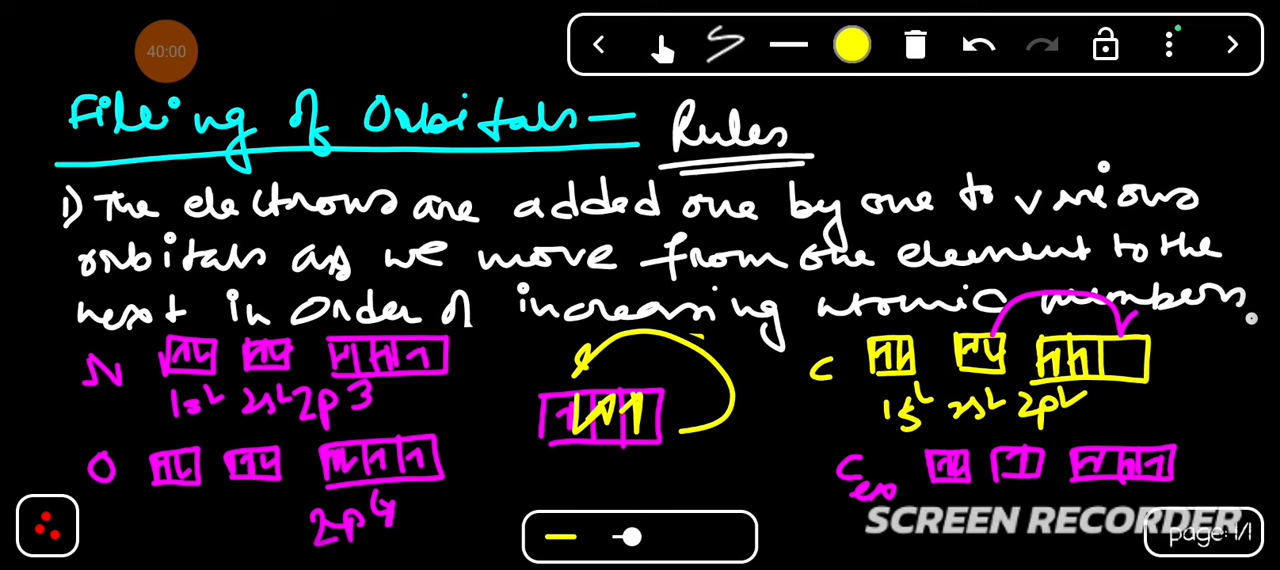 40:00
Filling of Orbitals — Rules
1) The electrons are added one by one to various
orbitals as we move from one element to the
next in order of increasing atomic numbers.
N
1s² 2s² 2p³
C
1s² 2s² 2p²
O
2p⁴
C
SCREEN RECORDER
page: 1/1